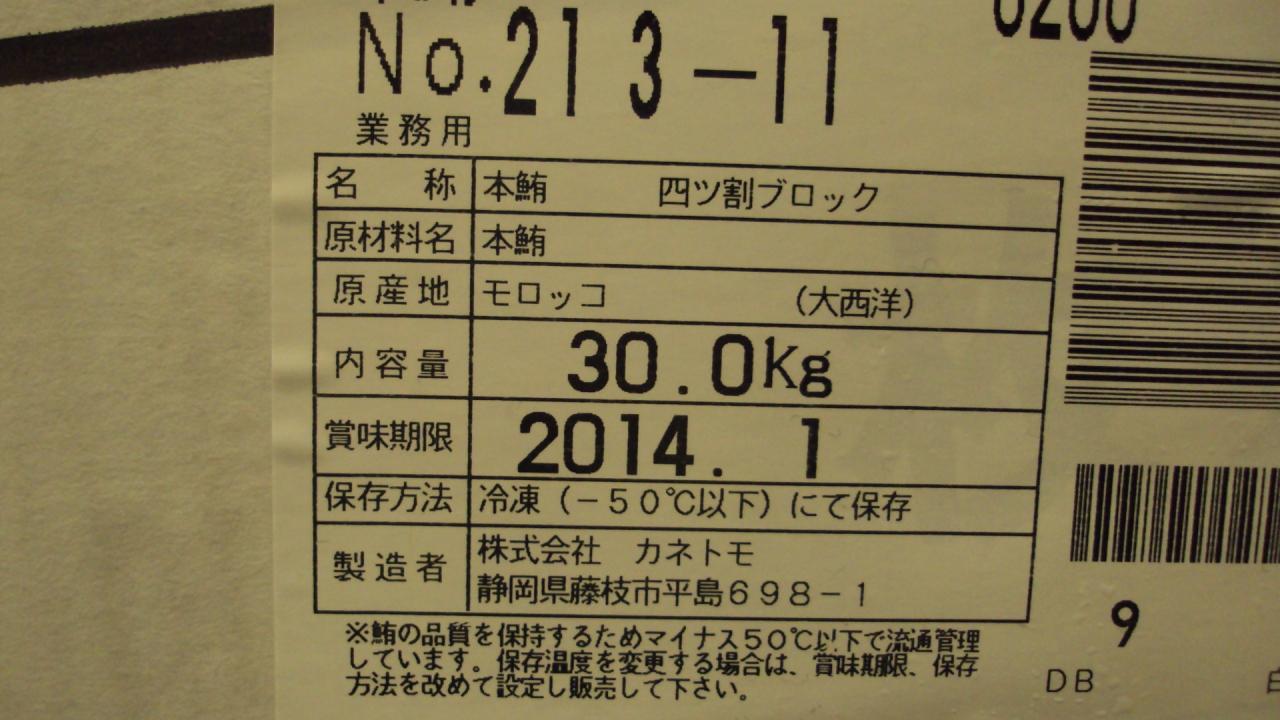 0200
No.213-11
業務用
名 称 本鮪 四ツ割ブロック
原材料名 本鮪
原産地 モロッコ (大西洋)
内容量 30.0Kg
賞味期限 2014. 1
保存方法 冷凍(-50℃以下)にて保存
製造者 株式会社 カネトモ
静岡県藤枝市平島698-1
※鮪の品質を保持するためマイナス50℃以下で流通管理
しています。保存温度を変更する場合は、賞味期限、保存
方法を改めて設定し販売して下さい。
9
DB